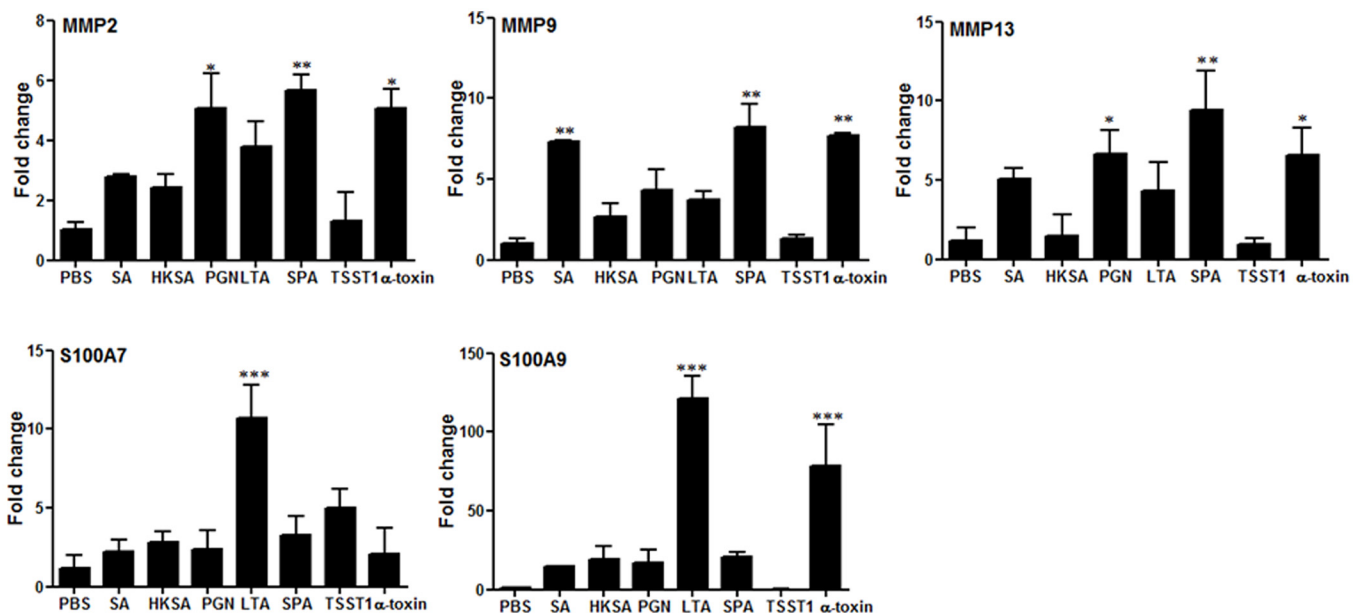 MMP2
Fold change
8
6
4
2
0
* ** *
PBS SA HKSA PGN LTA SPA TSST1 α-toxin
MMP9
Fold change
15
10
5
0
** ** **
PBS SA HKSA PGN LTA SPA TSST1 α-toxin
MMP13
Fold change
15
10
5
0
* ** *
PBS SA HKSA PGN LTA SPA TSST1 α-toxin
S100A7
Fold change
15
10
5
0
***
PBS SA HKSA PGN LTA SPA TSST1 α-toxin
S100A9
Fold change
150
100
50
0
*** ***
PBS SA HKSA PGN LTA SPA TSST1 α-toxin